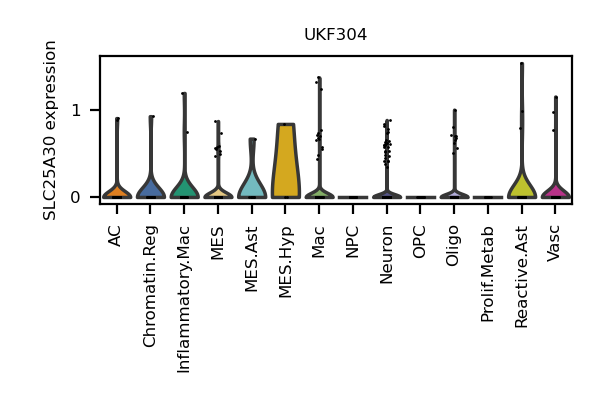 UKF304
SLC25A30 expression
1
0
AC
Chromatin.Reg
Inflammatory.Mac
MES
MES.Ast
MES.Hyp
Mac
NPC
Neuron
OPC
Oligo
Prolif.Metab
Reactive.Ast
Vasc